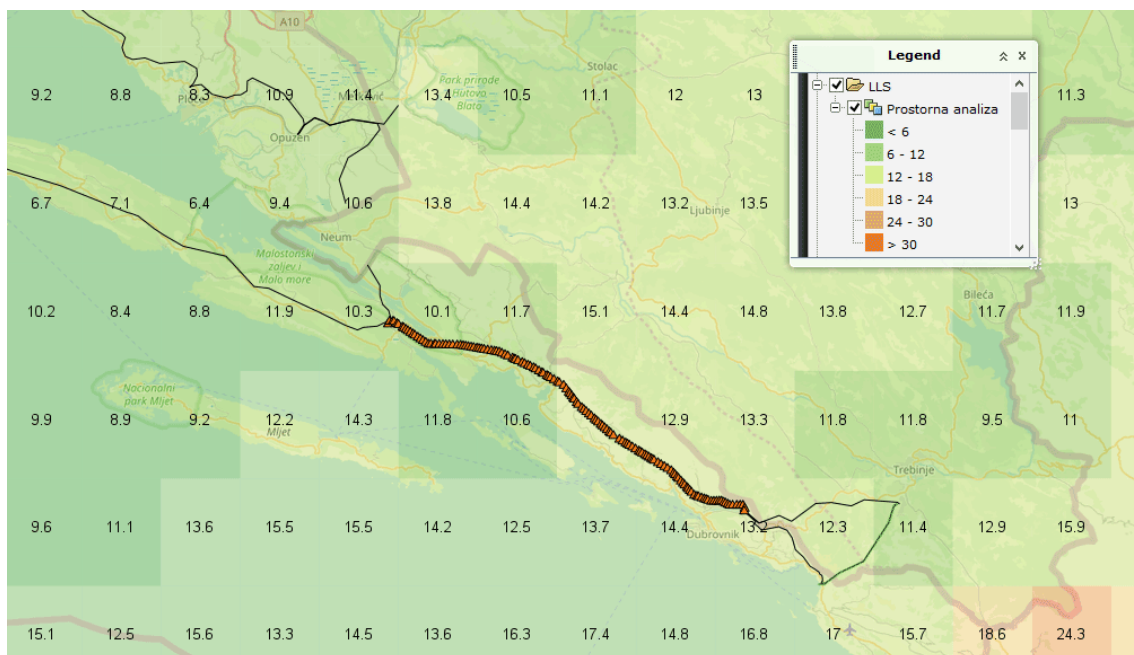 A10
Stolac
Park prirode
Hutovo
Blato
9.2 8.8 8.3 10.9 11.4 13.4 10.5 11.1 12 13 11.3
Opuzen
6.7 7.1 6.4 9.4 10.6 13.8 14.4 14.2 13.2 Ljubinje 13.5 13
Neum
Malostonski
zaljev i
Malo more
Bileća
10.2 8.4 8.8 11.9 10.3 10.1 11.7 15.1 14.4 14.8 13.8 12.7 11.7 11.9
Nacionalni
park Mljet
9.9 8.9 9.2 12.2 14.3 11.8 10.6 12.9 13.3 11.8 11.8 9.5 11
Mljet
Trebinje
9.6 11.1 13.6 15.5 15.5 14.2 12.5 13.7 14.4 13.2 12.3 11.4 12.9 15.9
Dubrovnik
15.1 12.5 15.6 13.3 14.5 13.6 16.3 17.4 14.8 16.8 17 15.7 18.6 24.3
Legend
LLS
Prostorna analiza
< 6
6 - 12
12 - 18
18 - 24
24 - 30
> 30